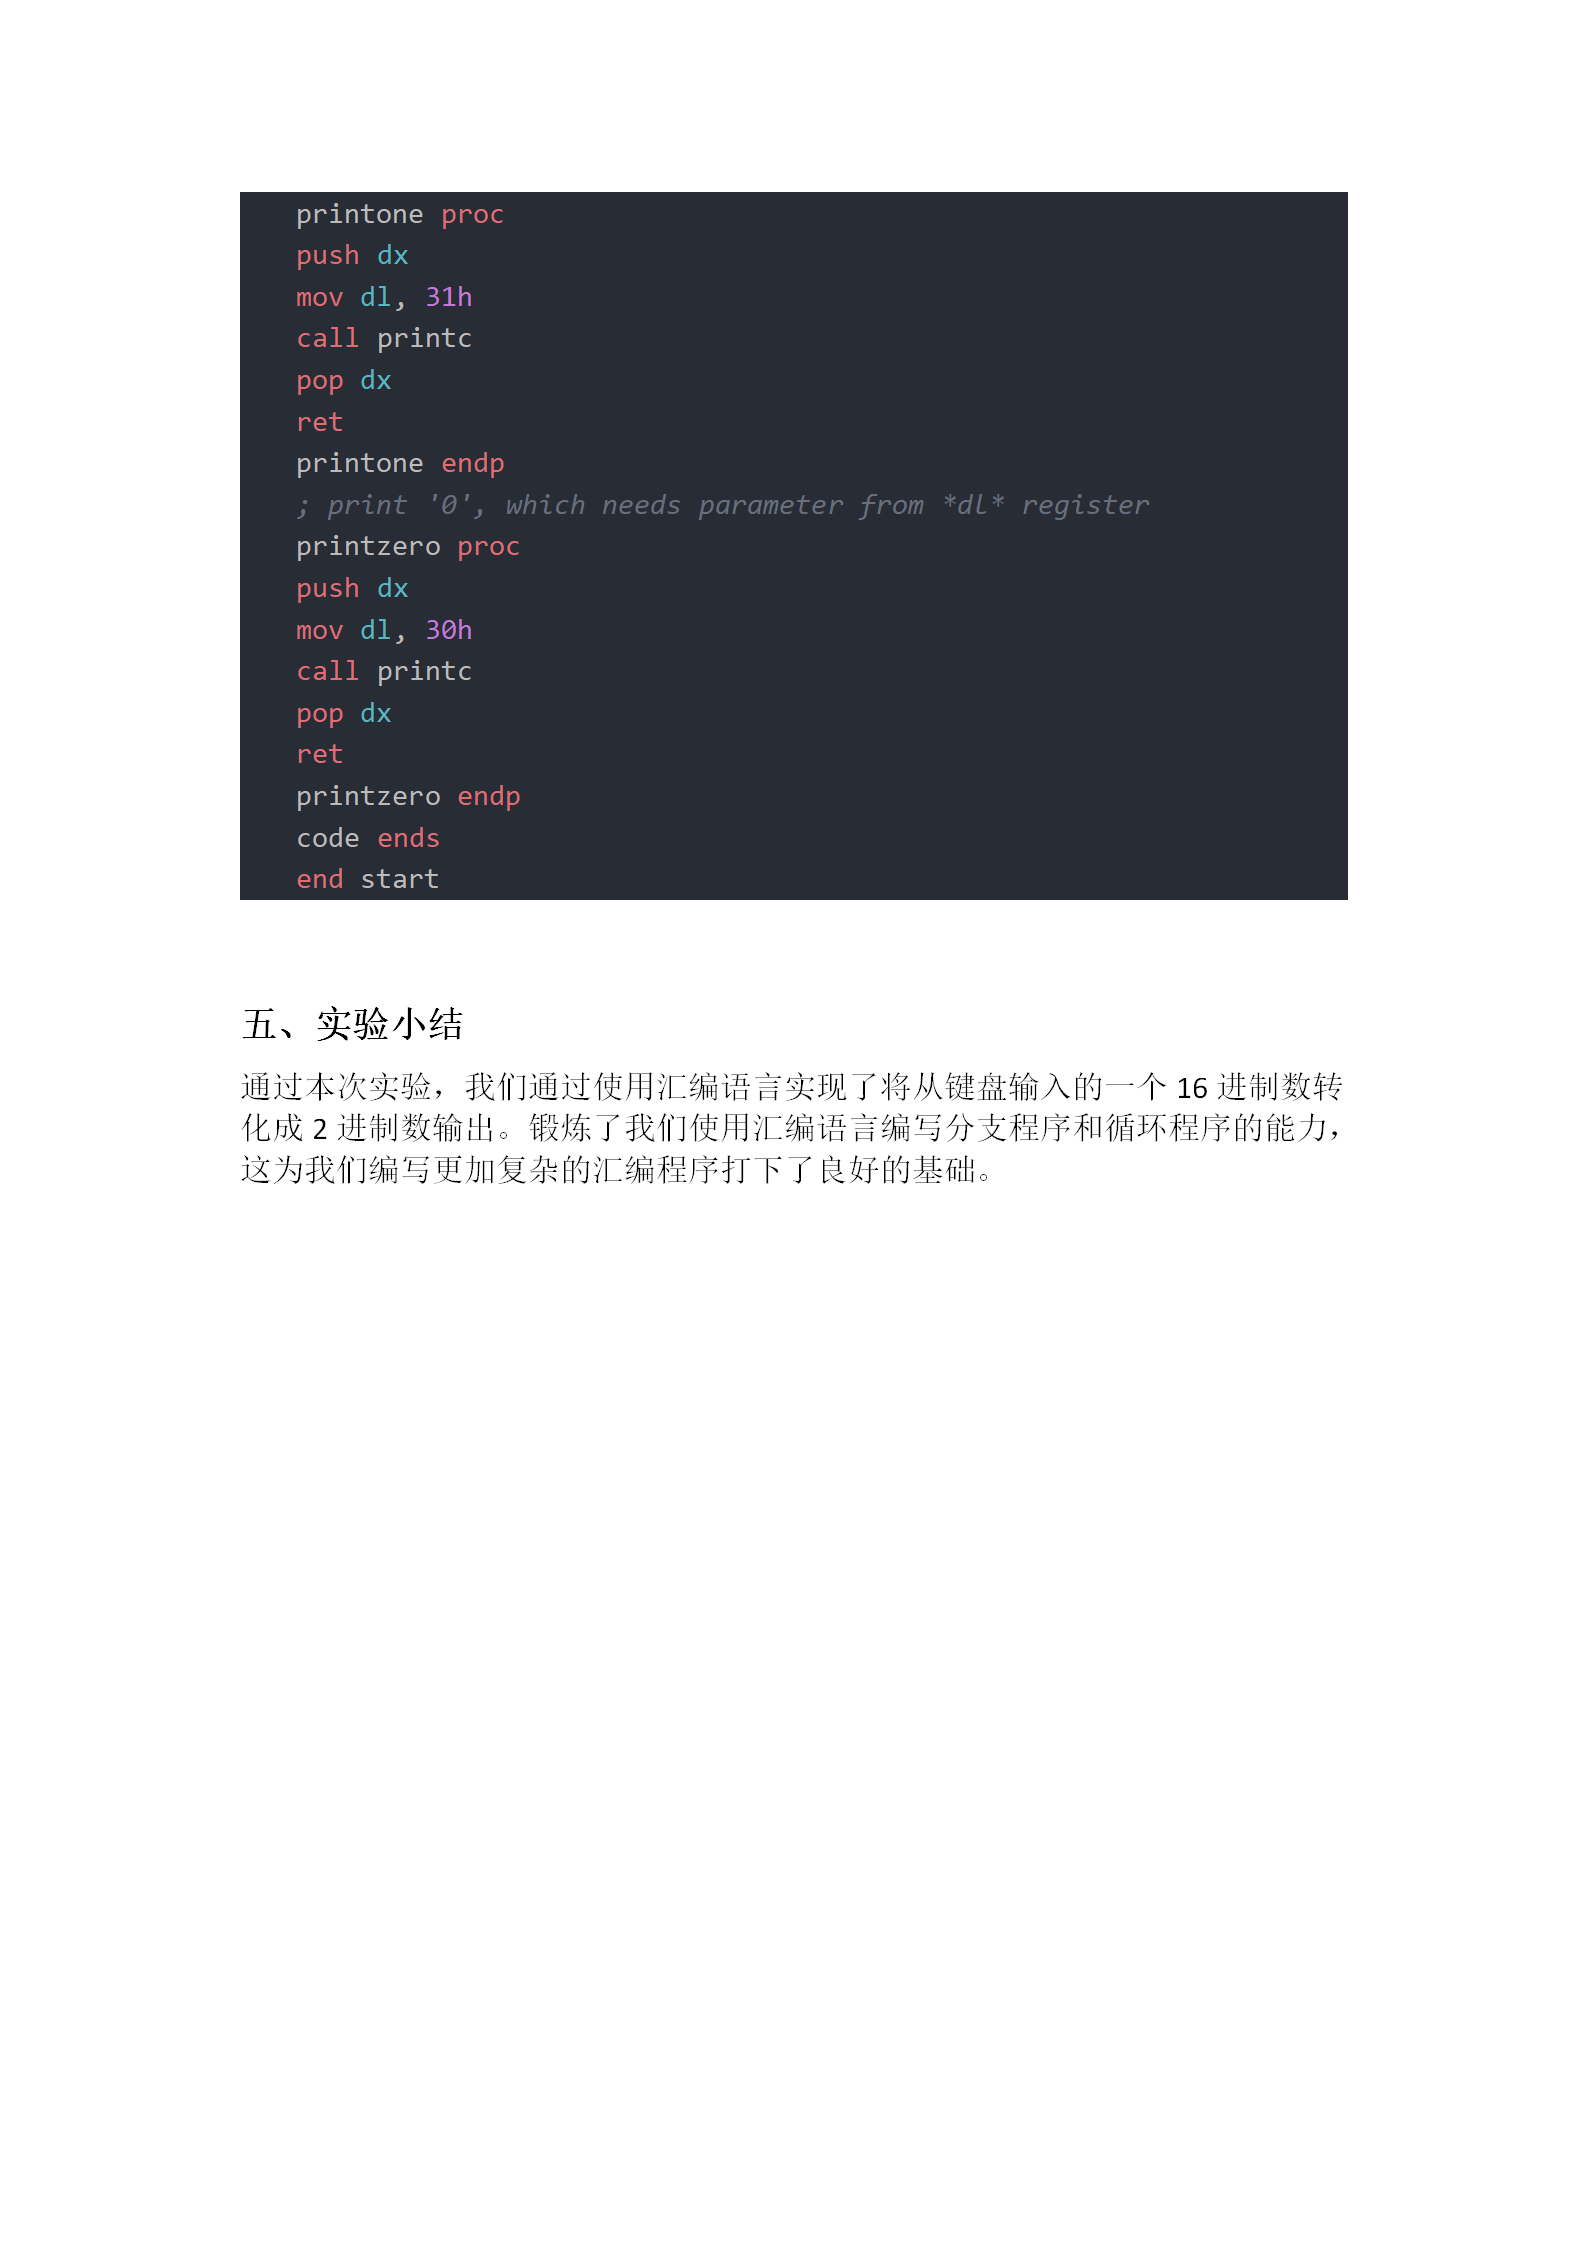 printone proc
push dx
mov dl, 31h
call printc
pop dx
ret
printone endp
; print '0', which needs parameter from *dl* register
printzero proc
push dx
mov dl, 30h
call printc
pop dx
ret
printzero endp
code ends
end start
五、实验小结
通过本次实验，我们通过使用汇编语言实现了将从键盘输入的一个 16 进制数转
化成 2 进制数输出。锻炼了我们使用汇编语言编写分支程序和循环程序的能力，
这为我们编写更加复杂的汇编程序打下了良好的基础。